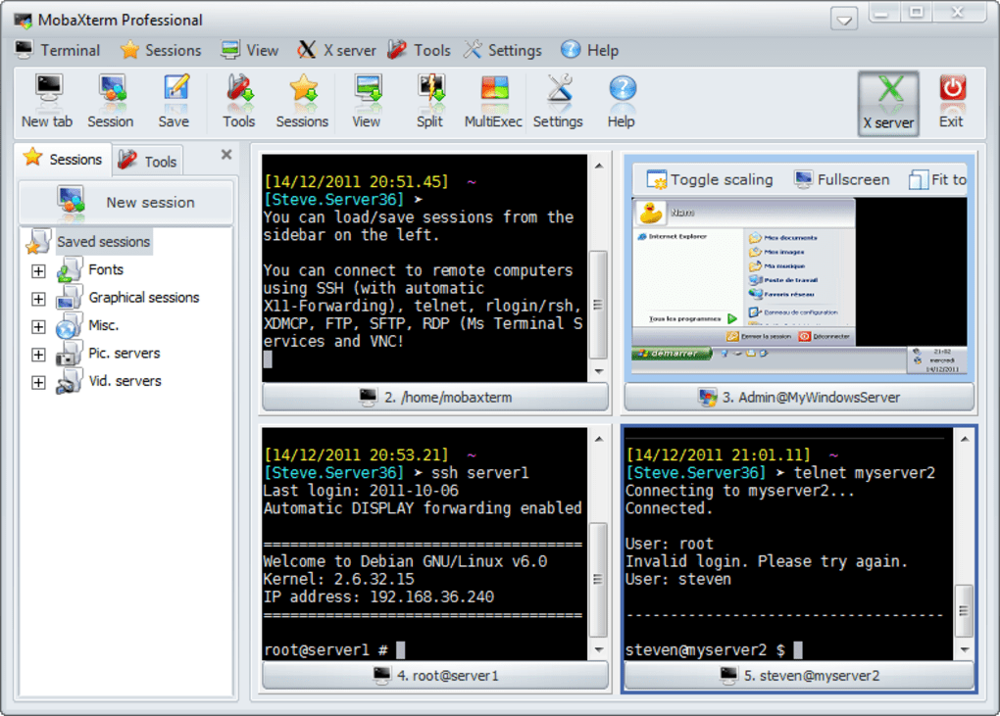 MobaXterm Professional
Terminal Sessions View X server Tools Settings Help
New tab Session Save Tools Sessions View Split MultiExec Settings Help X server Exit
Sessions Tools
New session
Saved sessions
Fonts
Graphical sessions
Misc.
Pic. servers
Vid. servers
[14/12/2011 20:51.45] ~
[Steve.Server36] ➤
You can load/save sessions from the
sidebar on the left.
You can connect to remote computers
using SSH (with automatic
X11-Forwarding), telnet, rlogin/rsh,
XDMCP, FTP, SFTP, RDP (Ms Terminal S
ervices and VNC!
2. /home/mobaxterm
Toggle scaling Fullscreen Fit to
Nam
Internet Explorer
Mes documents
Mes images
Ma musique
Poste de travail
Favoris réseau
Panneau de configuration
Tous les programmes
Fermer la session Déconnecter
démarrer
21:02
mercredi
14/12/2011
3. Admin@MyWindowsServer
[14/12/2011 20:53.21] ~
[Steve.Server36] ➤ ssh server1
Last login: 2011-10-06
Automatic DISPLAY forwarding enabled
====================================
Welcome to Debian GNU/Linux v6.0
Kernel: 2.6.32.15
IP address: 192.168.36.240
====================================
root@server1 #
4. root@server1
[14/12/2011 21:01.11] ~
[Steve.Server36] ➤ telnet myserver2
Connecting to myserver2...
Connected.
User: root
Invalid login. Please try again.
User: steven
------------------------------------
steven@myserver2 $
5. steven@myserver2